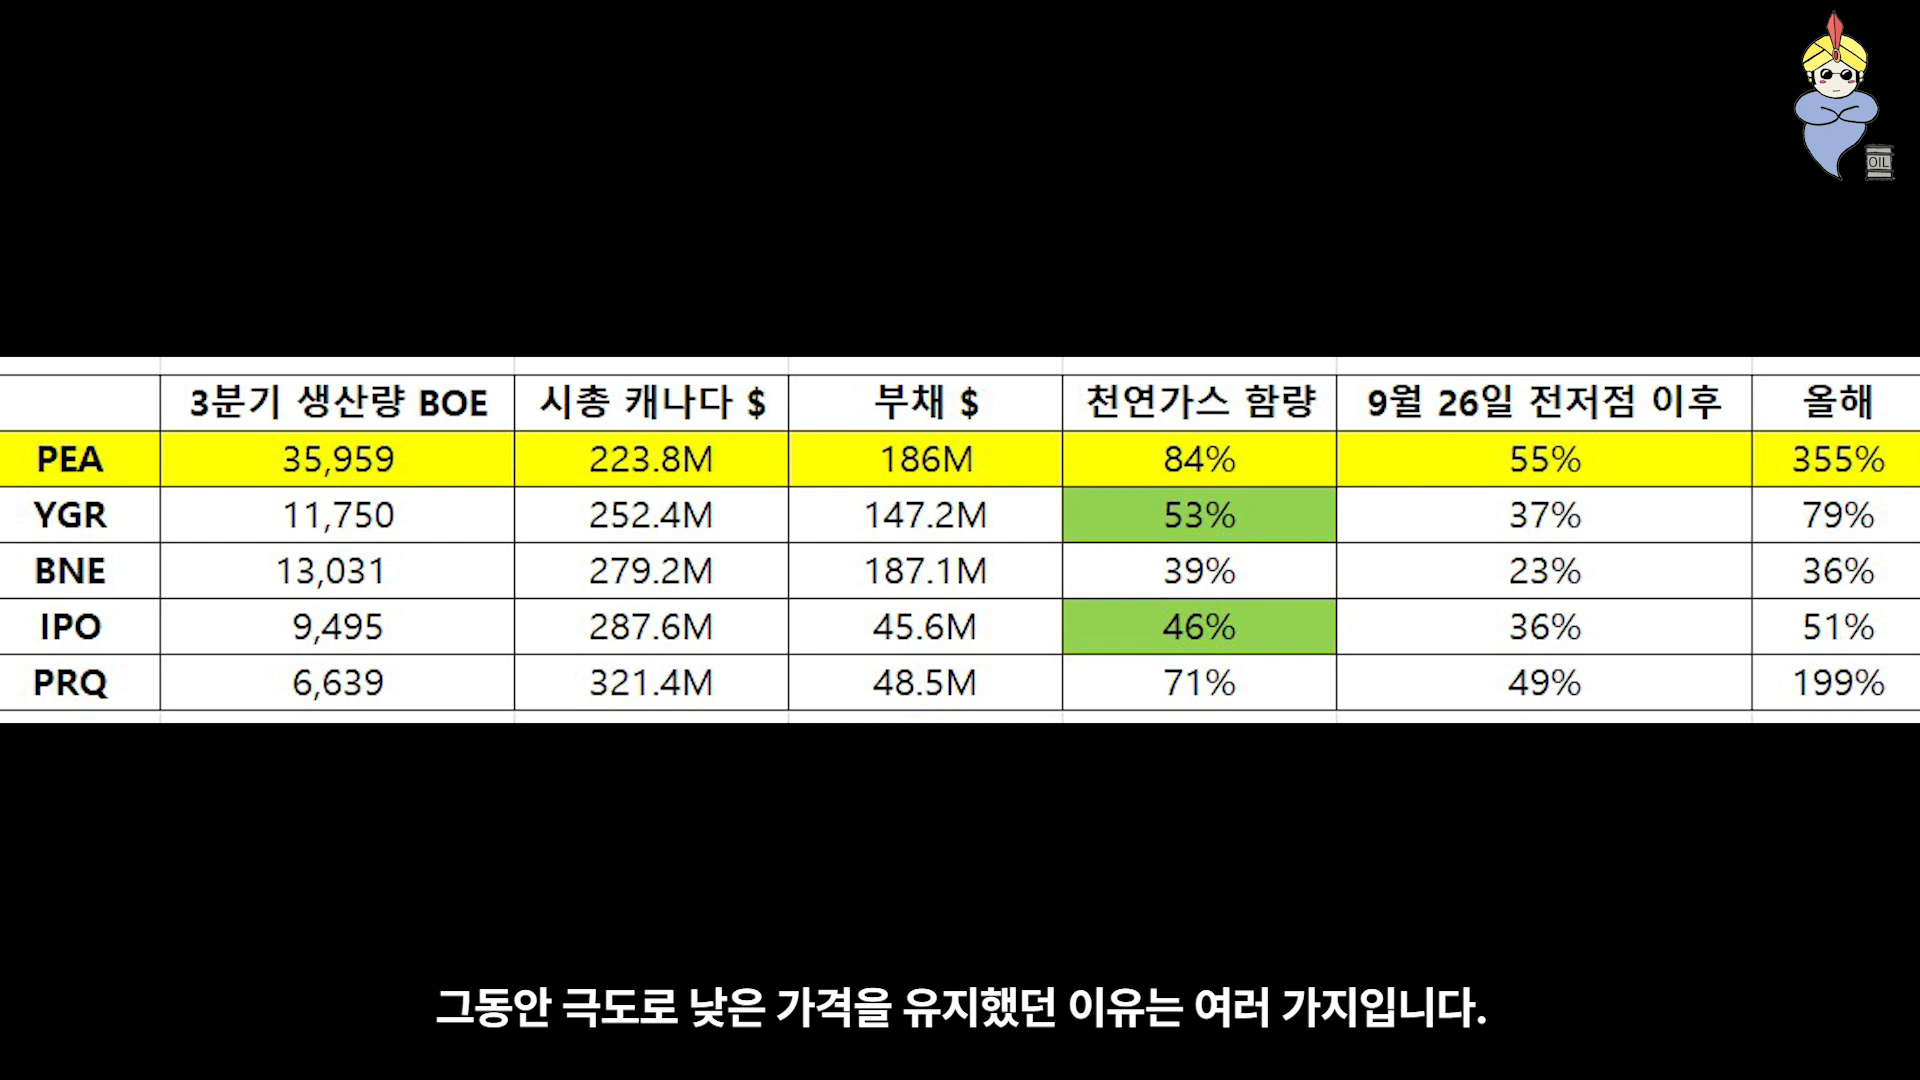 OIL
3분기 생산량 BOE 시총 캐나다 $ 부채 $ 천연가스 함량 9월 26일 전저점 이후 올해
PEA 35,959 223.8M 186M 84% 55% 355%
YGR 11,750 252.4M 147.2M 53% 37% 79%
BNE 13,031 279.2M 187.1M 39% 23% 36%
IPO 9,495 287.6M 45.6M 46% 36% 51%
PRQ 6,639 321.4M 48.5M 71% 49% 199%
그동안 극도로 낮은 가격을 유지했던 이유는 여러 가지입니다.